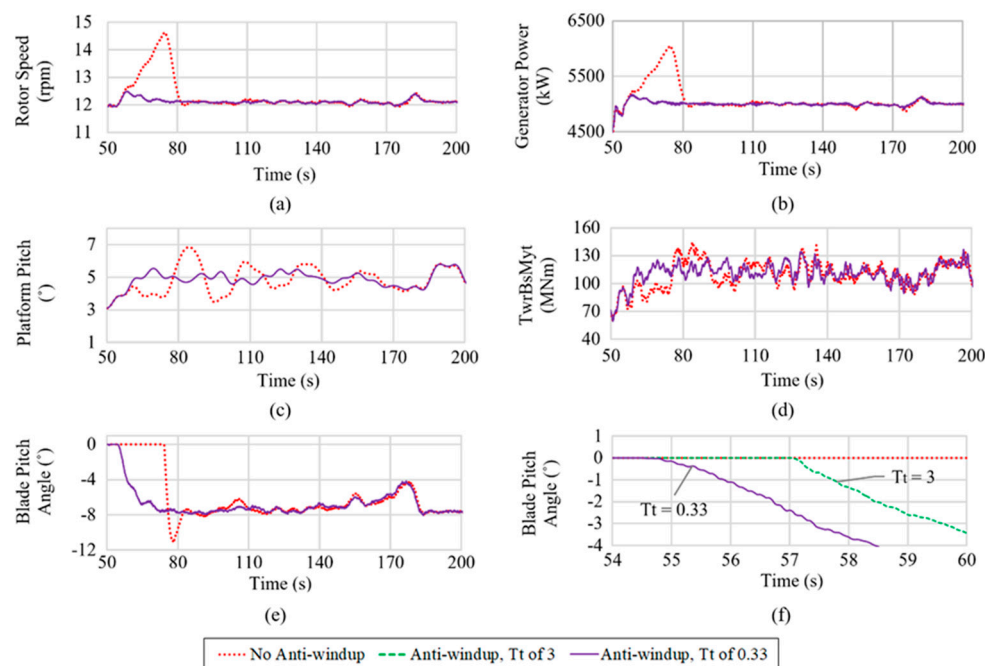 15
14
13
12
11
Rotor Speed
(rpm)
50 80 110 140 170 200
Time (s)
(a)
6500
5500
4500
Generator Power
(kW)
50 80 110 140 170 200
Time (s)
(b)
7
5
3
1
Platform Pitch
(˚)
50 80 110 140 170 200
Time (s)
(c)
160
130
100
70
40
TwrBsMyt
(MNm)
50 80 110 140 170 200
Time (s)
(d)
0
-4
-8
-12
Blade Pitch
Angle (˚)
50 80 110 140 170 200
Time (s)
(e)
1
0
-1
-2
-3
-4
Blade Pitch
Angle (˚)
Tt = 0.33
Tt = 3
54 55 56 57 58 59 60
Time (s)
(f)
No Anti-windup Anti-windup, Tt of 3 Anti-windup, Tt of 0.33